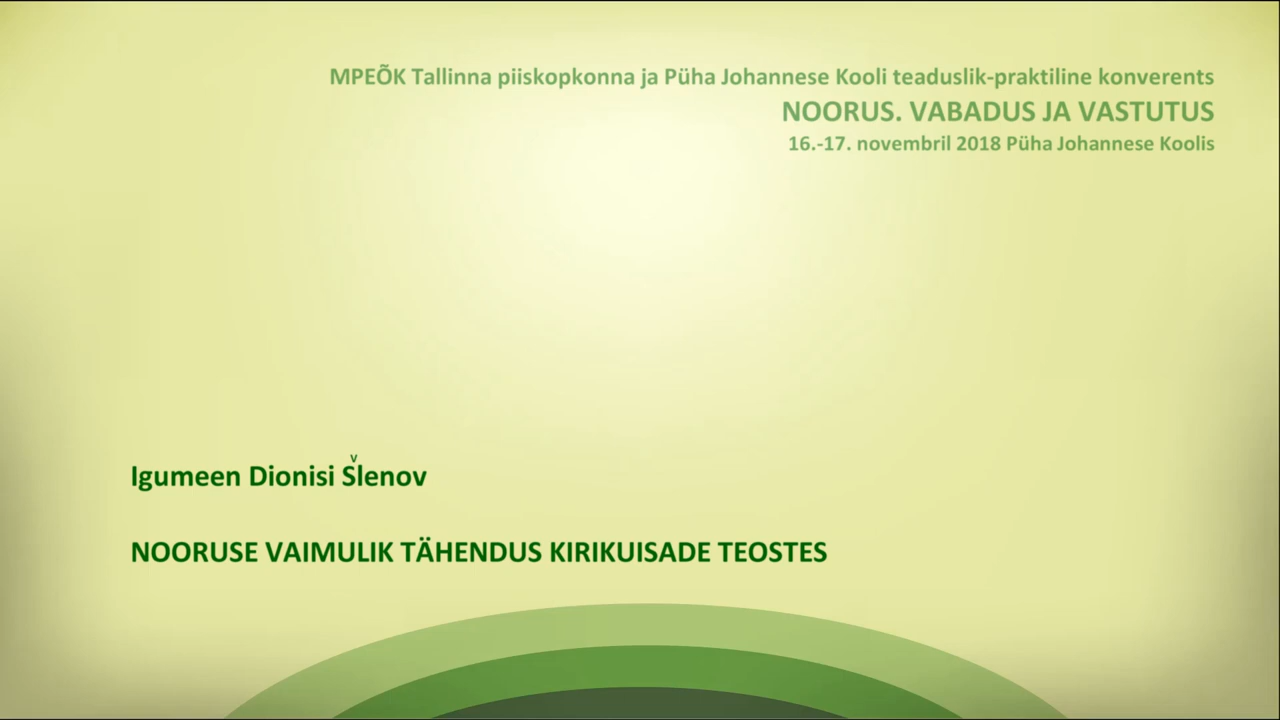 MPEÕK Tallinna piiskopkonna ja Püha Johannese Kooli teaduslik-praktiline konverents
NOORUS. VABADUS JA VASTUTUS
16.-17. novembril 2018 Püha Johannese Koolis
Igumeen Dionisi Šlenov
NOORUSE VAIMULIK TÄHENDUS KIRIKUISADE TEOSTES